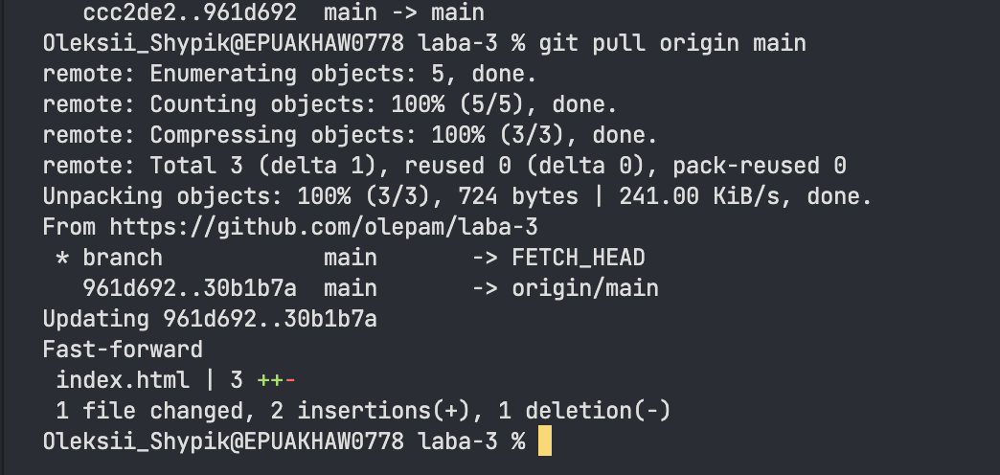 ccc2de2..961d692  main -> main
Oleksii_Shypik@EPUAKHAW0778 laba-3 % git pull origin main
remote: Enumerating objects: 5, done.
remote: Counting objects: 100% (5/5), done.
remote: Compressing objects: 100% (3/3), done.
remote: Total 3 (delta 1), reused 0 (delta 0), pack-reused 0
Unpacking objects: 100% (3/3), 724 bytes | 241.00 KiB/s, done.
From https://github.com/olepam/laba-3
 * branch            main       -> FETCH_HEAD
   961d692..30b1b7a  main       -> origin/main
Updating 961d692..30b1b7a
Fast-forward
 index.html | 3 ++-
 1 file changed, 2 insertions(+), 1 deletion(-)
Oleksii_Shypik@EPUAKHAW0778 laba-3 %